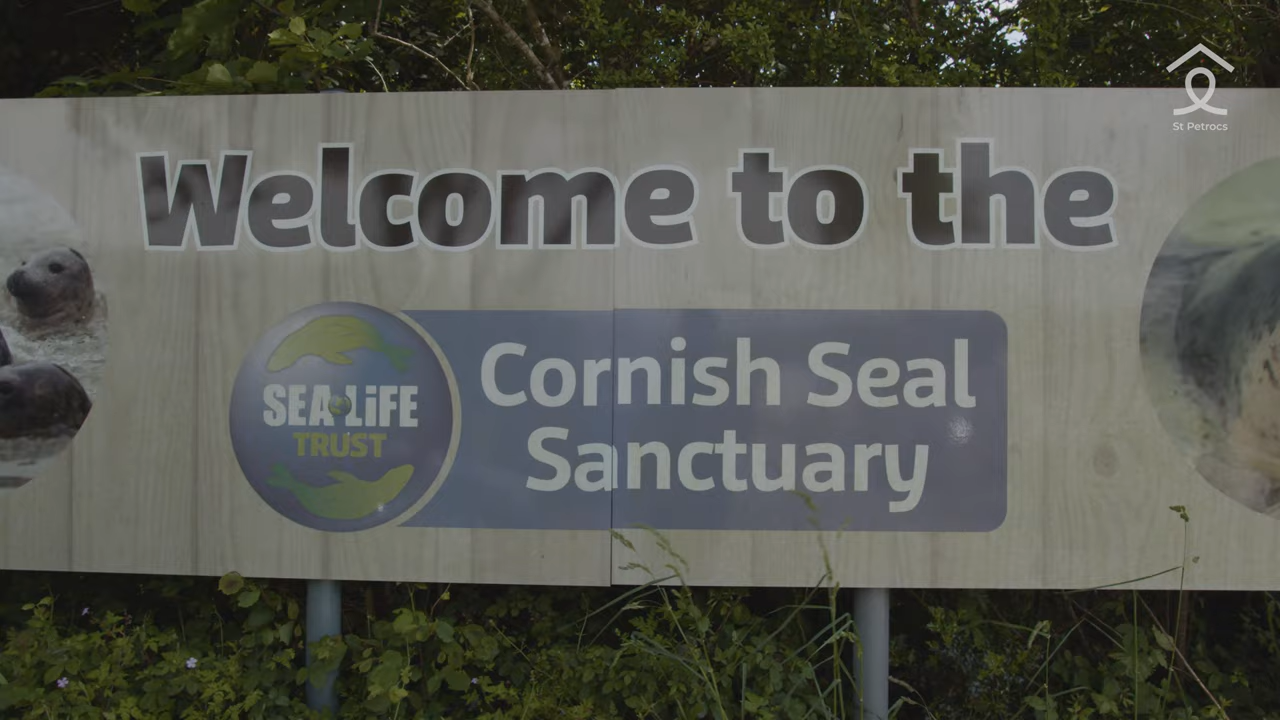 St Petrocs
Welcome to the
SEA LiFE
TRUST
Cornish Seal
Sanctuary